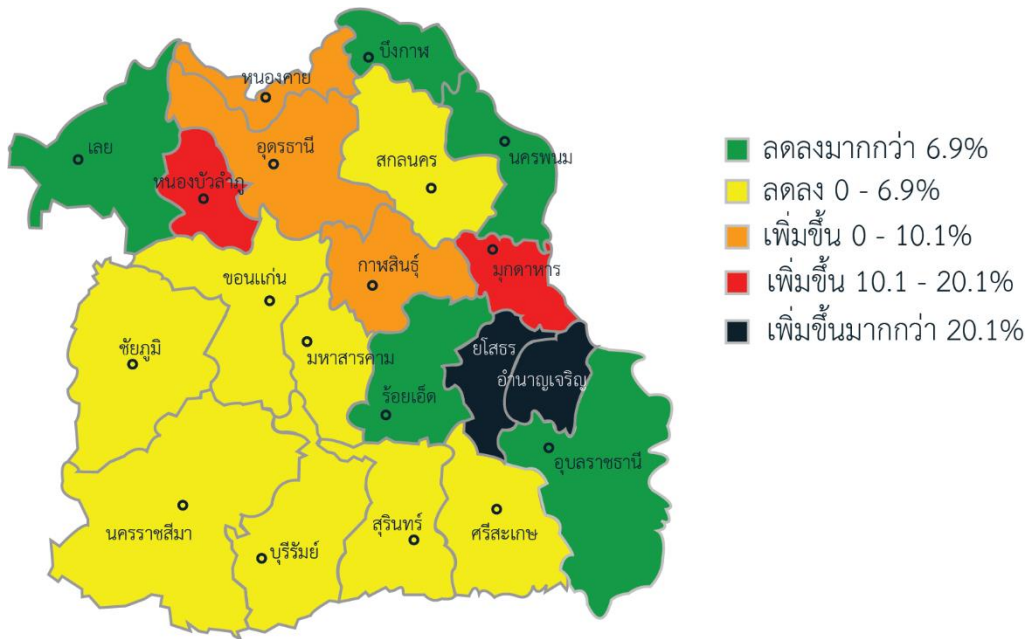 บึงกาฬ
หนองคาย
เลย
อุดรธานี
นครพนม
สกลนคร
หนองบัวลำภู
กาฬสินธุ์
มุกดาหาร
ขอนแก่น
ชัยภูมิ
มหาสารคาม
ยโสธร
อำนาญเจริญ
ร้อยเอ็ด
อุบลราชธานี
นครราชสีมา
บุรีรัมย์
สุรินทร์
ศรีสะเกษ
ลดลงมากกว่า 6.9%
ลดลง 0 - 6.9%
เพิ่มขึ้น 0 - 10.1%
เพิ่มขึ้น 10.1 - 20.1%
เพิ่มขึ้นมากกว่า 20.1%